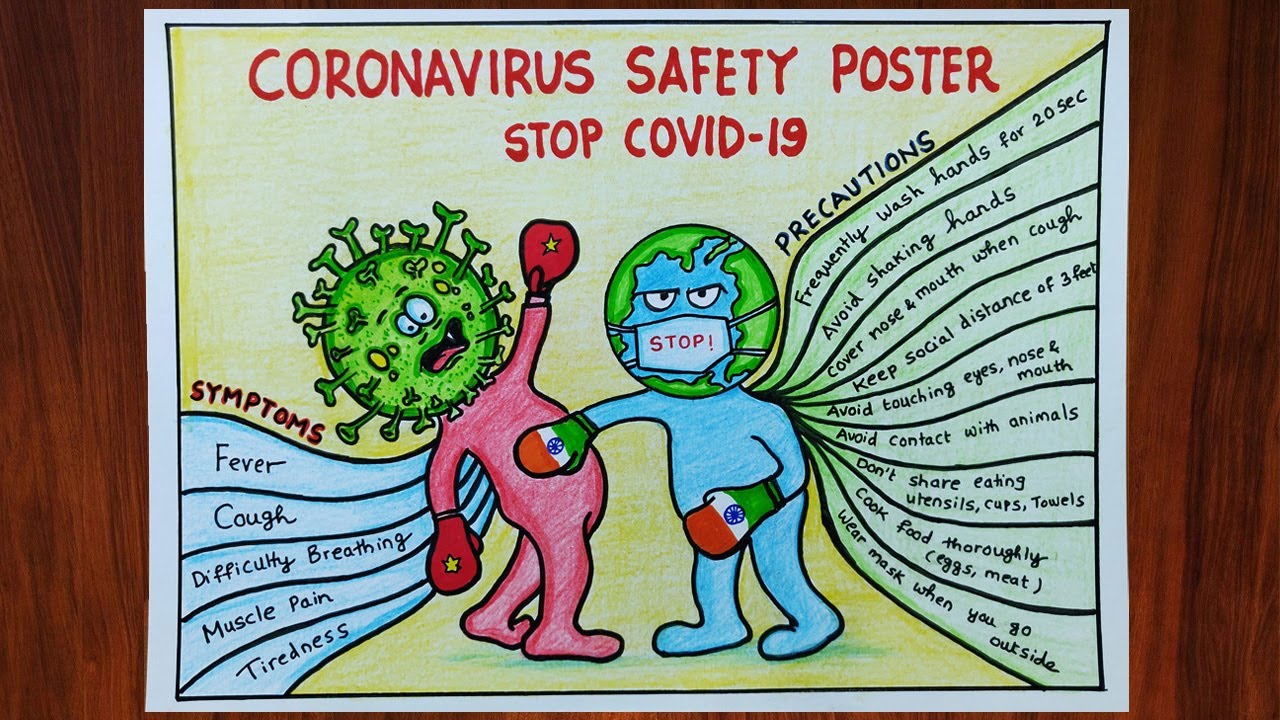 CORONAVIRUS SAFETY POSTER
STOP COVID-19
SYMPTOMS
Fever
Cough
Difficulty Breathing
Muscle Pain
Tiredness
STOP!
PRECAUTIONS
Frequently wash hands for 20 sec
Avoid shaking hands
Cover nose & mouth when cough
Keep social distance of 3 feet
Avoid touching eyes, nose &
mouth
Avoid contact with animals
Don't share eating
utensils, cups, Towels
Cook food thoroughly
(eggs, meat)
Wear mask when you go
outside